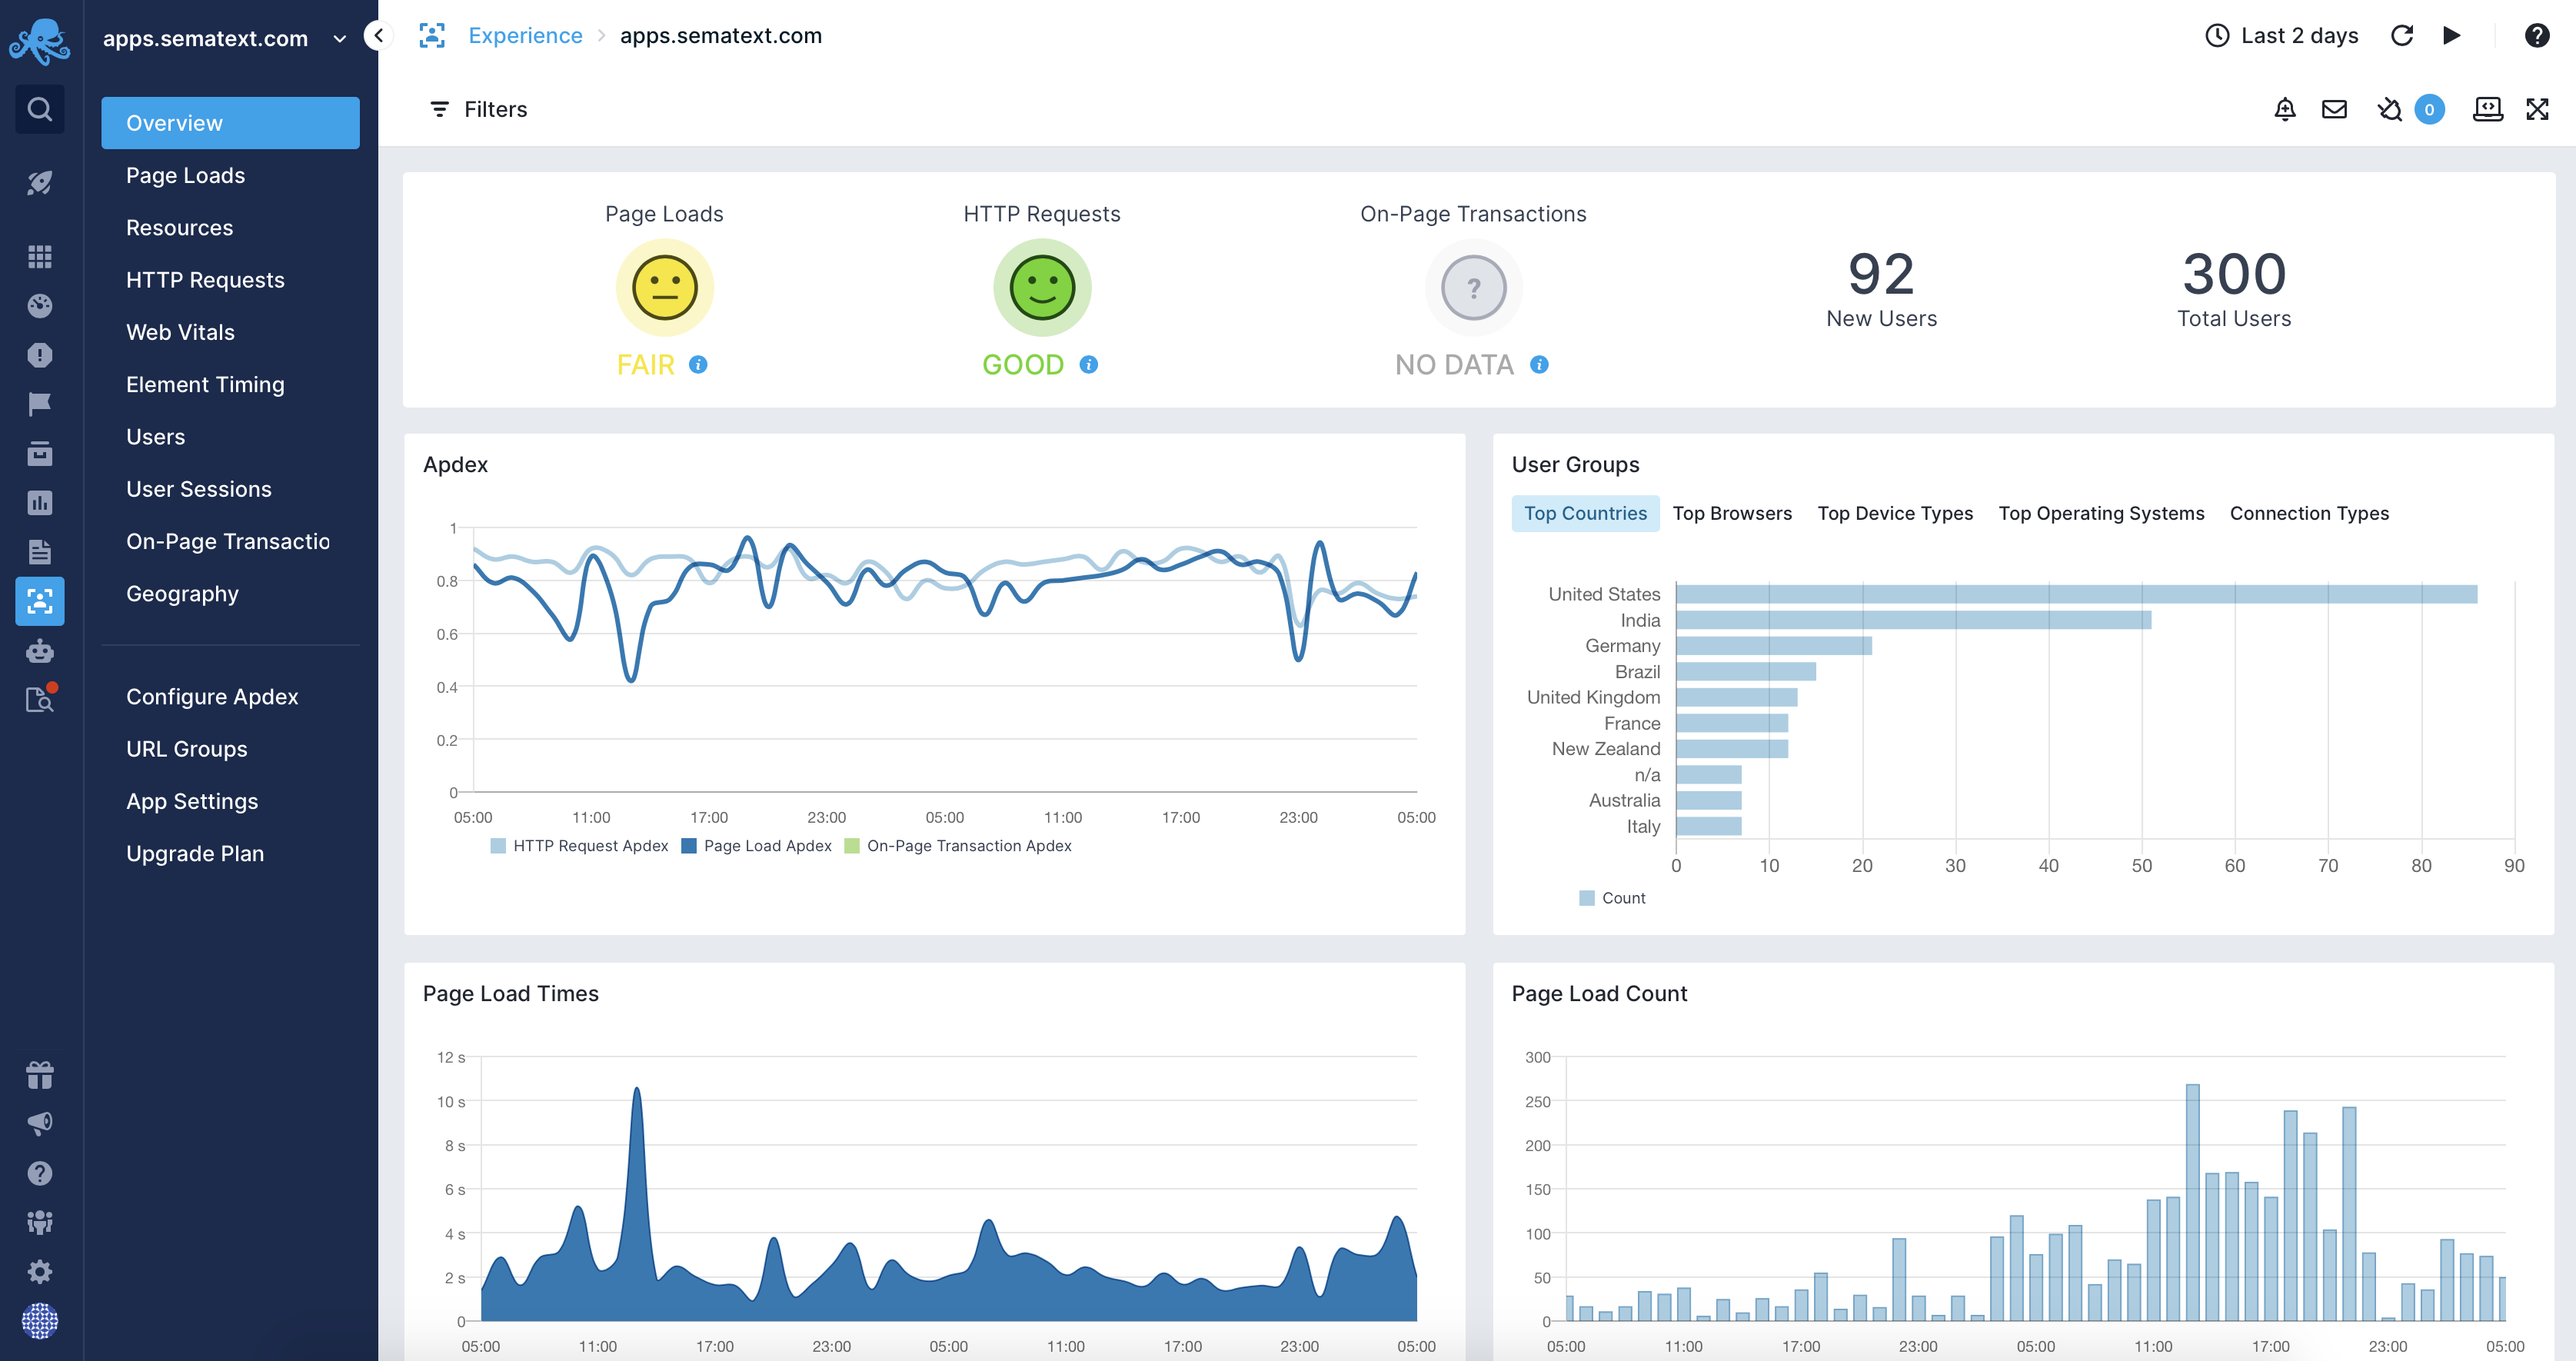 apps.sematext.com
Overview
Page Loads
Resources
HTTP Requests
Web Vitals
Element Timing
Users
User Sessions
On-Page Transactio
Geography
Configure Apdex
URL Groups
App Settings
Upgrade Plan
Experience > apps.sematext.com
Last 2 days
?
Filters
0
Page Loads
FAIR i
HTTP Requests
GOOD i
On-Page Transactions
?
NO DATA i
92
New Users
300
Total Users
Apdex
1
0.8
0.6
0.4
0.2
0
05:00 11:00 17:00 23:00 05:00 11:00 17:00 23:00 05:00
HTTP Request Apdex Page Load Apdex On-Page Transaction Apdex
User Groups
Top Countries Top Browsers Top Device Types Top Operating Systems Connection Types
United States
India
Germany
Brazil
United Kingdom
France
New Zealand
n/a
Australia
Italy
0 10 20 30 40 50 60 70 80 90
Count
Page Load Times
12 s
10 s
8 s
6 s
4 s
2 s
0
05:00 11:00 17:00 23:00 05:00 11:00 17:00 23:00 05:00
Page Load Count
300
250
200
150
100
50
0
05:00 11:00 17:00 23:00 05:00 11:00 17:00 23:00 05:00